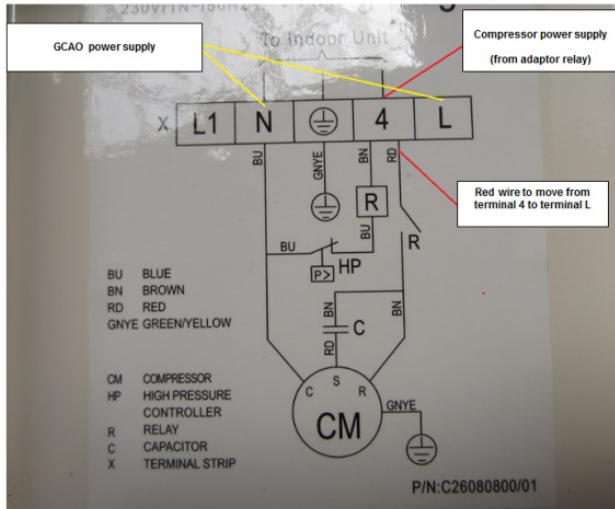 230V/1N~180Hz
To Indoor Unit
GCAO power supply
Compressor power supply
(from adaptor relay)
X L1 N 4 L
BU GNYE BN RD
Red wire to move from
terminal 4 to terminal L
R
BU BU R
HP
P>
BN BN
C
RD
C S R
CM
GNYE
BU BLUE
BN BROWN
RD RED
GNYE GREEN/YELLOW
CM COMPRESSOR
HP HIGH PRESSURE
CONTROLLER
R RELAY
C CAPACITOR
X TERMINAL STRIP
P/N:C26080800/01